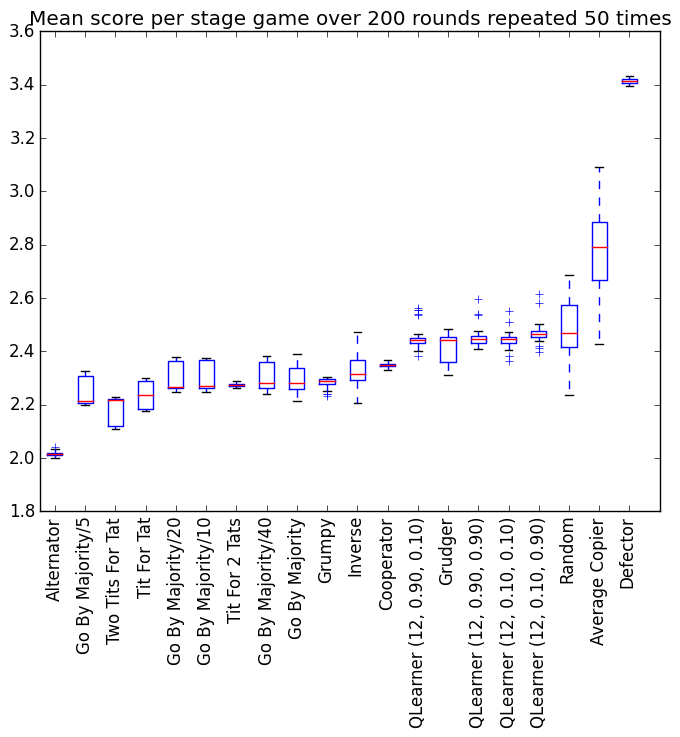 Mean score per stage game over 200 rounds repeated 50 times
3.6
3.4
3.2
3.0
2.8
2.6
2.4
2.2
2.0
1.8
Alternator
Go By Majority/5
Two Tits For Tat
Tit For Tat
Go By Majority/20
Go By Majority/10
Tit For 2 Tats
Go By Majority/40
Go By Majority
Grumpy
Inverse
Cooperator
QLearner (12, 0.90, 0.10)
Grudger
QLearner (12, 0.90, 0.90)
QLearner (12, 0.10, 0.10)
QLearner (12, 0.10, 0.90)
Random
Average Copier
Defector